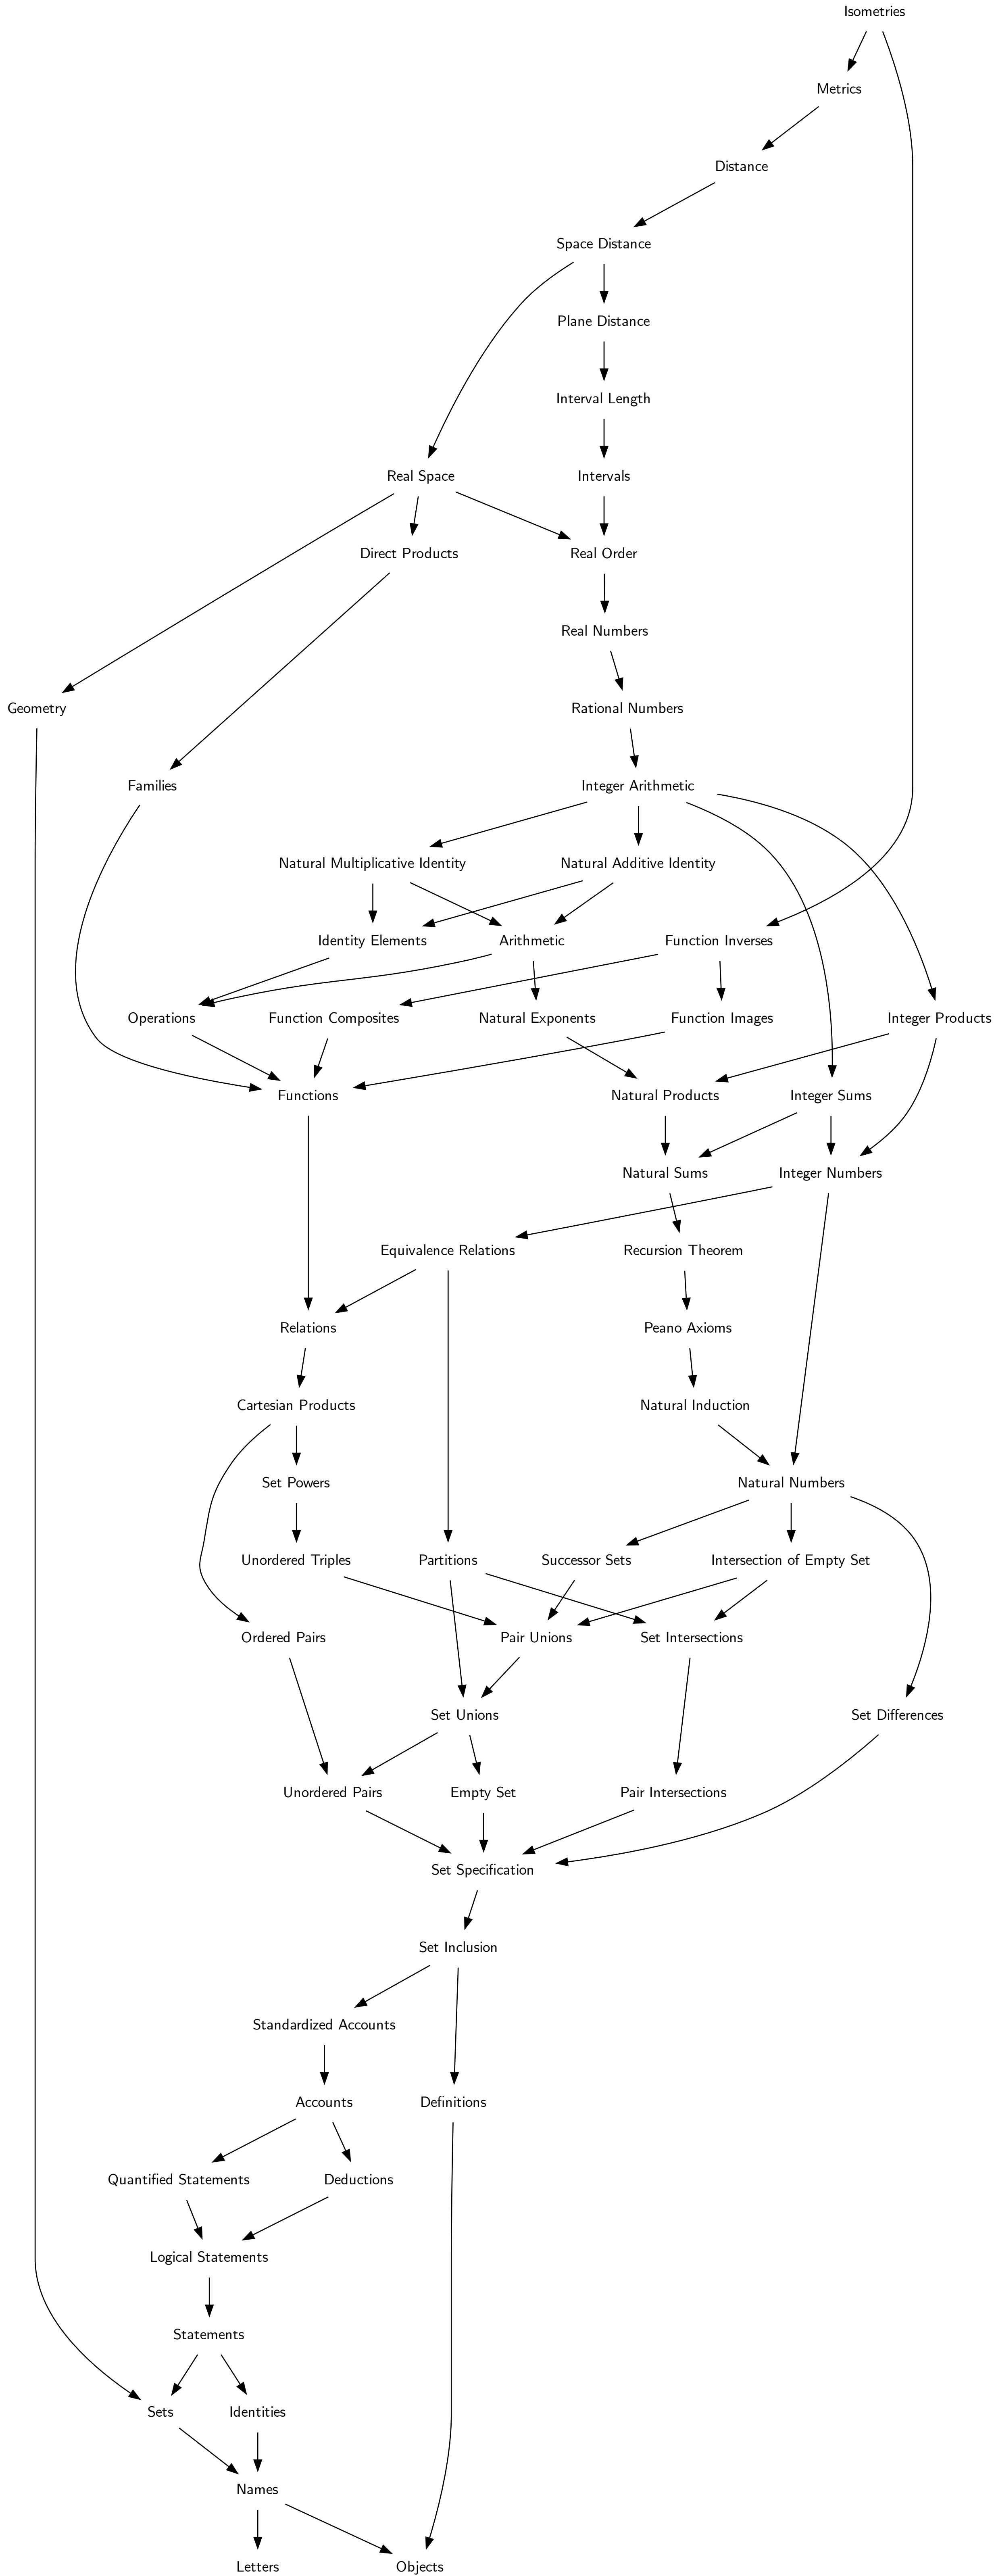 Isometries
Metrics
Distance
Space Distance
Plane Distance
Interval Length
Real Space
Intervals
Direct Products
Real Order
Real Numbers
Geometry
Rational Numbers
Families
Integer Arithmetic
Natural Multiplicative Identity
Natural Additive Identity
Identity Elements
Arithmetic
Function Inverses
Operations
Function Composites
Natural Exponents
Function Images
Integer Products
Functions
Natural Products
Integer Sums
Natural Sums
Integer Numbers
Equivalence Relations
Recursion Theorem
Relations
Peano Axioms
Cartesian Products
Natural Induction
Set Powers
Natural Numbers
Unordered Triples
Partitions
Successor Sets
Intersection of Empty Set
Ordered Pairs
Pair Unions
Set Intersections
Set Unions
Set Differences
Unordered Pairs
Empty Set
Pair Intersections
Set Specification
Set Inclusion
Standardized Accounts
Accounts
Definitions
Quantified Statements
Deductions
Logical Statements
Statements
Sets
Identities
Names
Letters
Objects